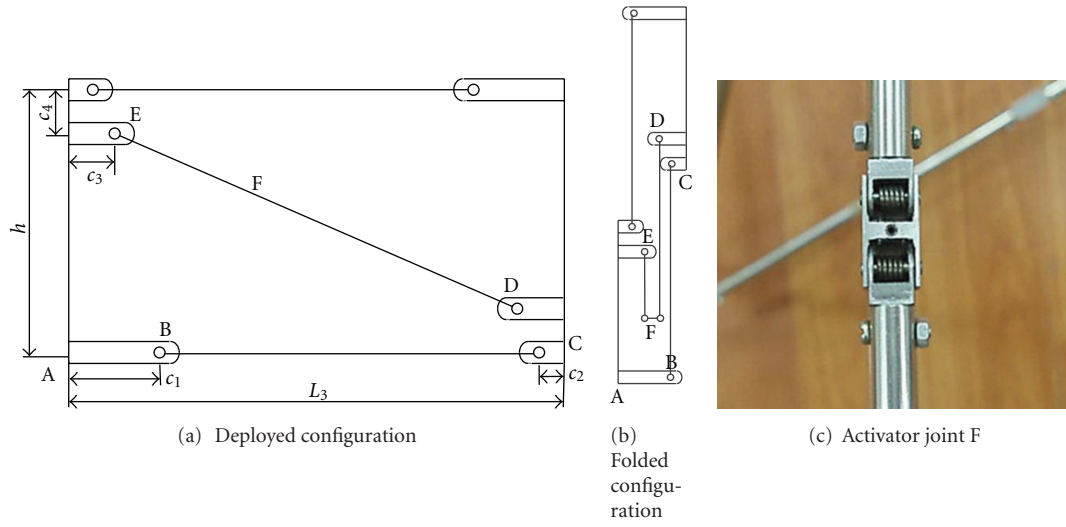 c4
E
c3
F
h
D
B
C
A
c1
c2
L3
(a) Deployed configuration
D
C
E
F
B
A
(b)
Folded
configu-
ration
(c) Activator joint F